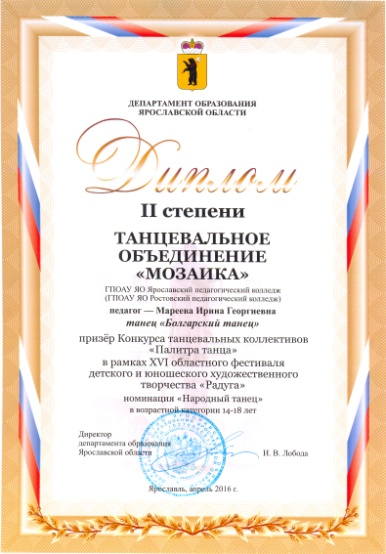 ДЕПАРТАМЕНТ ОБРАЗОВАНИЯ
ЯРОСЛАВСКОЙ ОБЛАСТИ
Диплом
II степени
ТАНЦЕВАЛЬНОЕ
ОБЪЕДИНЕНИЕ
«МОЗАИКА»
ГПОАУ ЯО Ярославский педагогический колледж
(ГПОАУ ЯО Ростовский педагогический колледж)
педагог — Мареева Ирина Георгиевна
танец «Болгарский танец»
призёр Конкурса танцевальных коллективов
«Палитра танца»
в рамках XVI областного фестиваля
детского и юношеского художественного
творчества «Радуга»
номинация «Народный танец»
в возрастной категории 14-18 лет
Директор
департамента образования
Ярославской области
И. В. Лобода
Ярославль, апрель 2016 г.